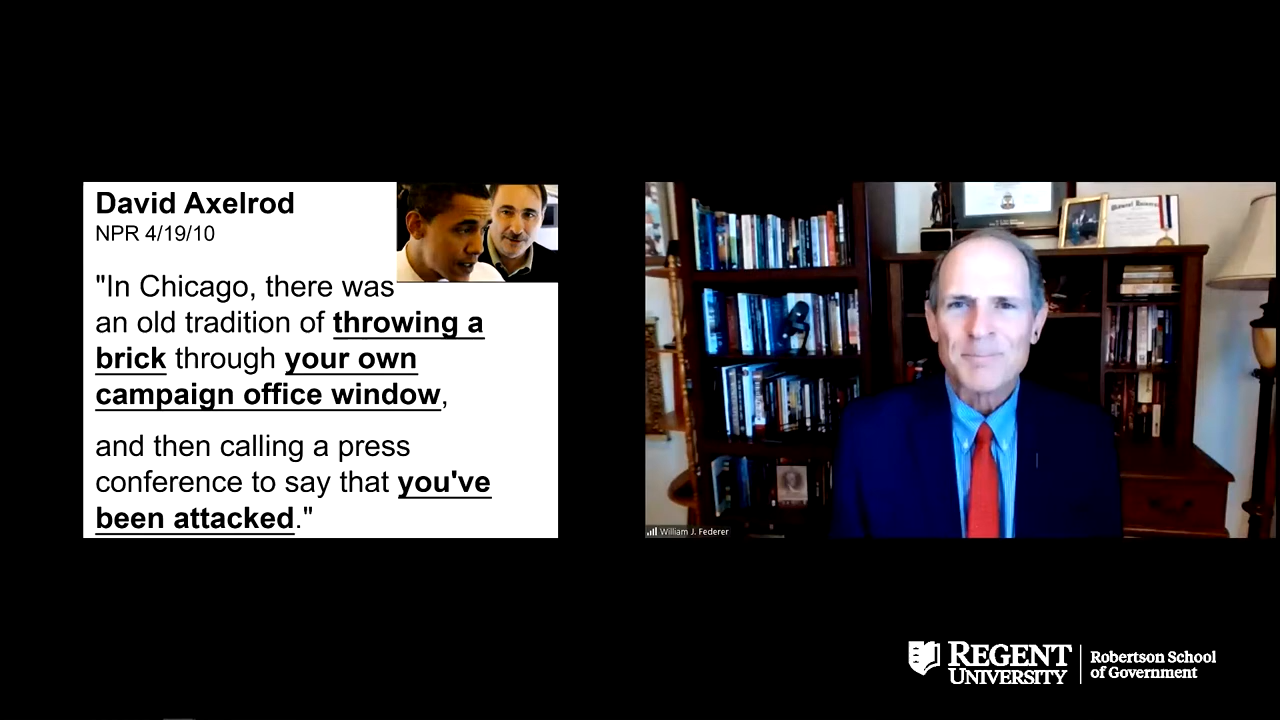 David Axelrod
NPR 4/19/10
"In Chicago, there was
an old tradition of throwing a
brick through your own
campaign office window,
and then calling a press
conference to say that you've
been attacked."
William J. Federer
REGENT
UNIVERSITY
Robertson School
of Government